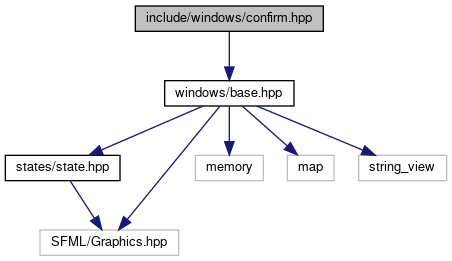 include/windows/confirm.hpp
windows/base.hpp
states/state.hpp
memory
map
string_view
SFML/Graphics.hpp